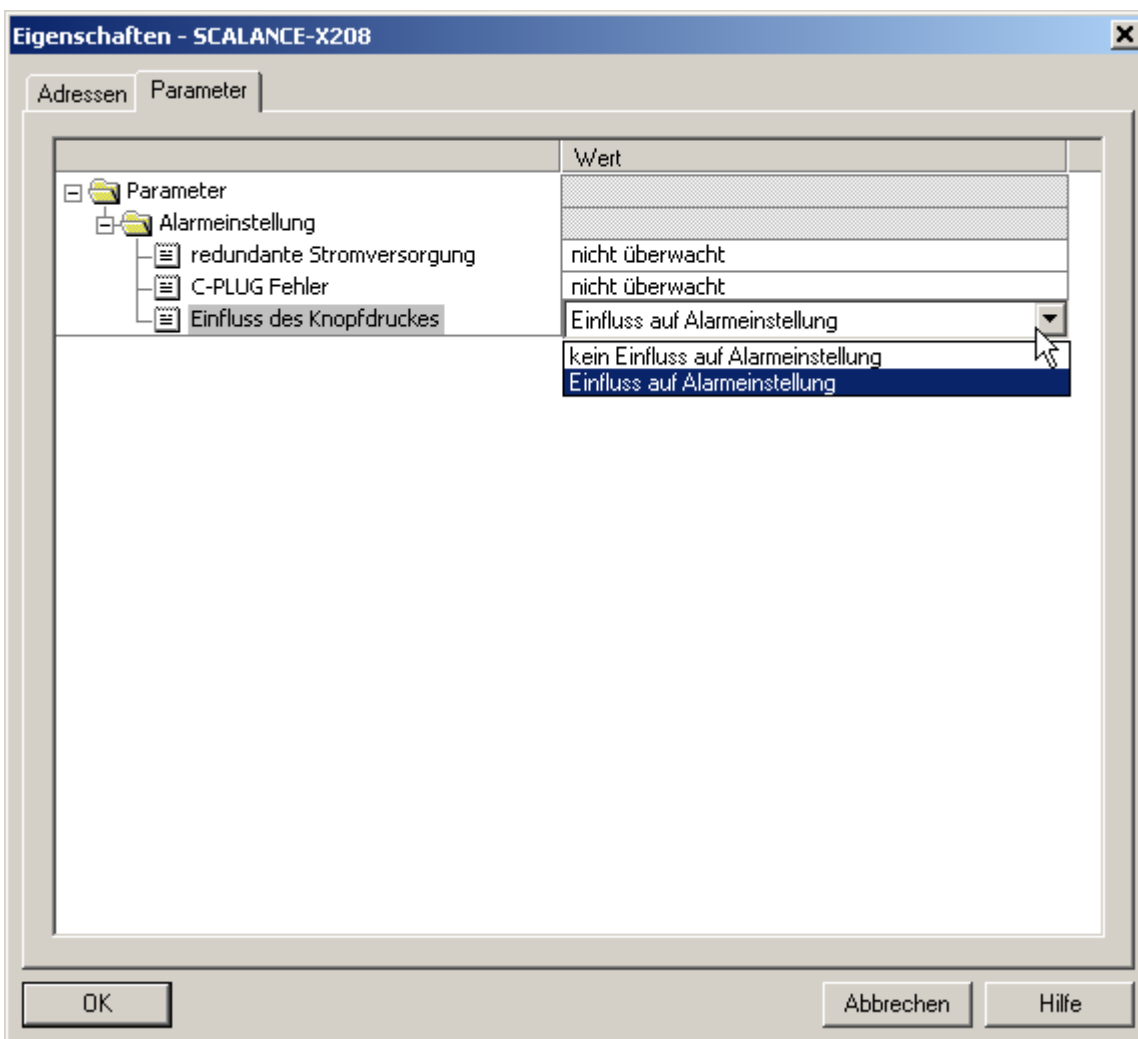 Eigenschaften - SCALANCE-X208
Adressen Parameter
Wert
Parameter
Alarmeinstellung
redundante Stromversorgung nicht überwacht
C-PLUG Fehler nicht überwacht
Einfluss des Knopfdruckes Einfluss auf Alarmeinstellung
kein Einfluss auf Alarmeinstellung
Einfluss auf Alarmeinstellung
OK Abbrechen Hilfe